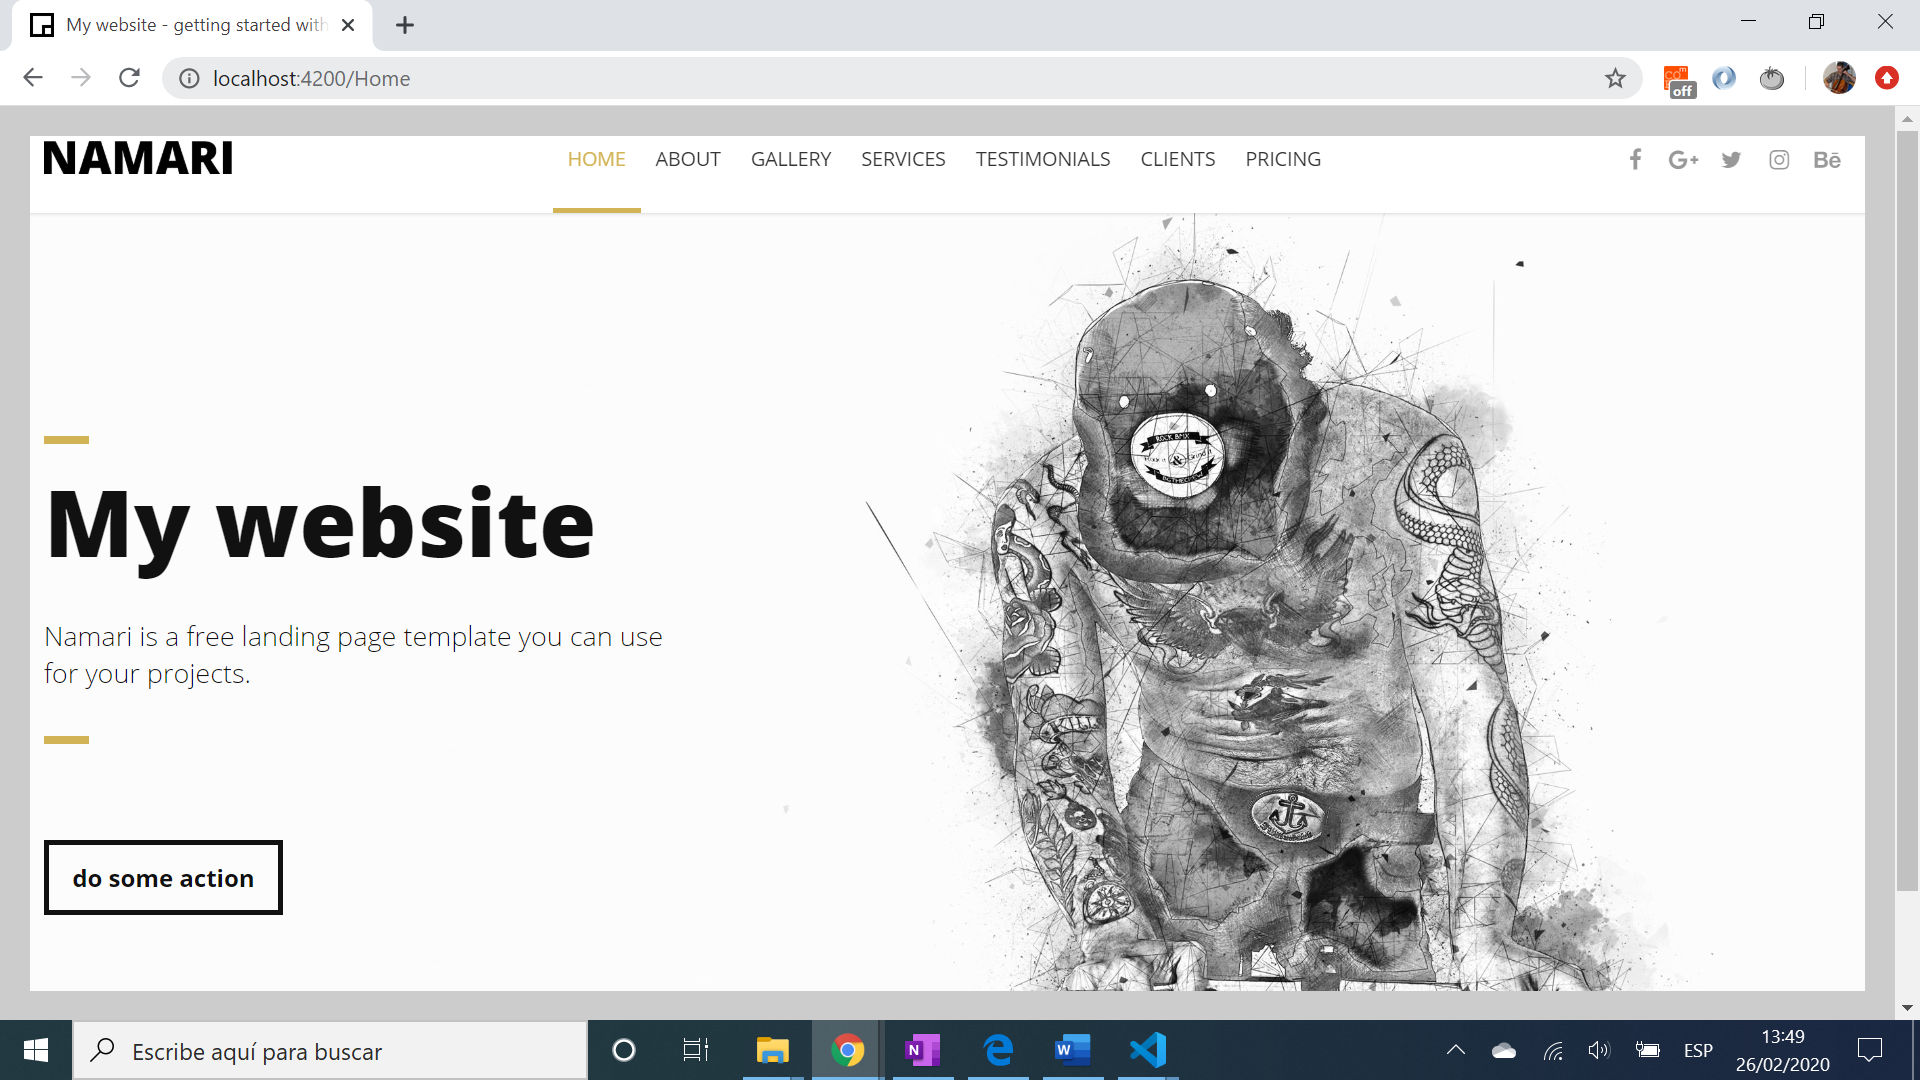 My website - getting started with
localhost:4200/Home
off
NAMARI
HOME ABOUT GALLERY SERVICES TESTIMONIALS CLIENTS PRICING
G+ Bē
ROCK BMX
&
My website
Namari is a free landing page template you can use
for your projects.
do some action
Escribe aquí para buscar
N
W
ESP
13:49
26/02/2020